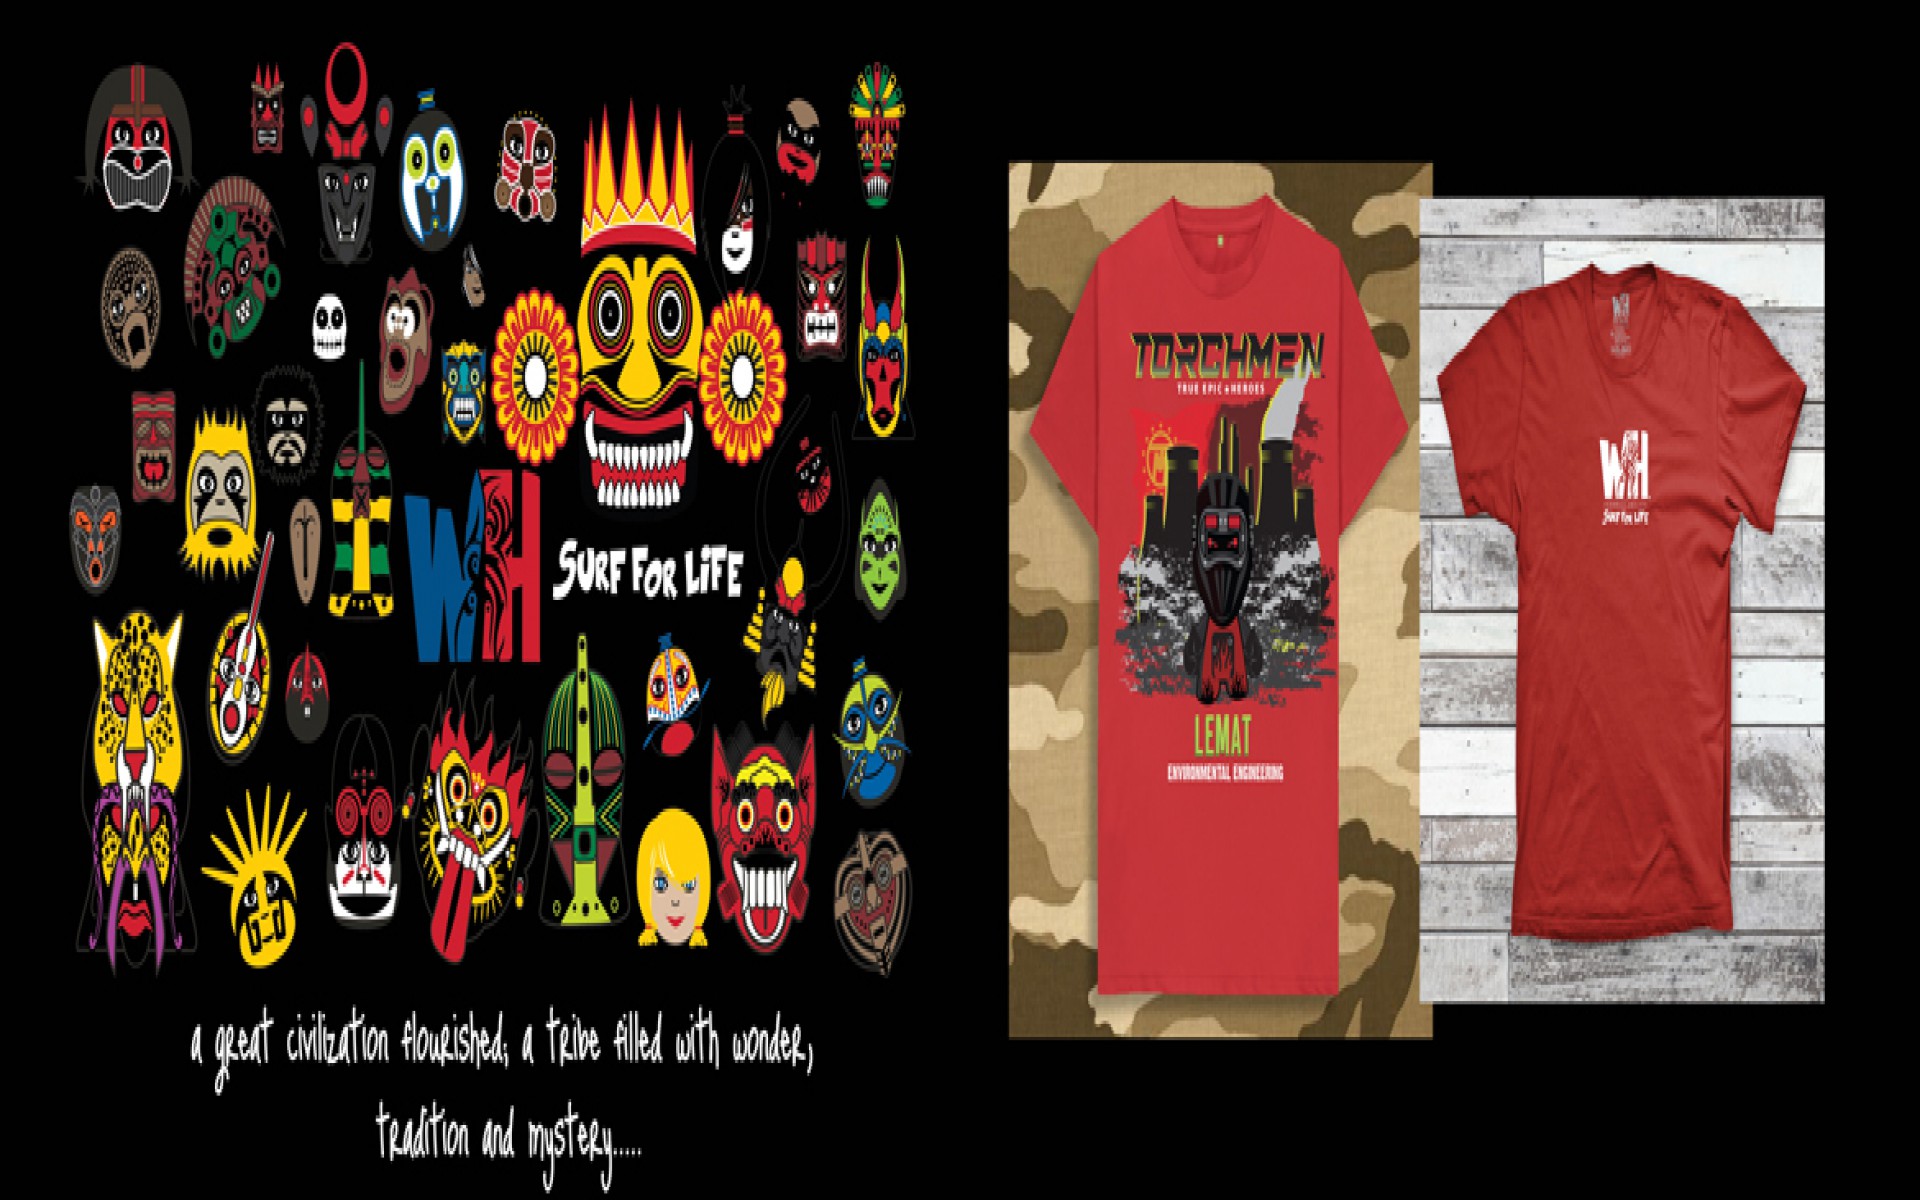 WH
SURF FOR LiFE
a great civilization flourished; a tribe filled with wonder,
tradition and mystery.....
TORCHMEN
TRUE EPIC HEROES
LEMAT
ENVIRONMENTAL ENGINEERING
WH
WH
SURF FOR LiFE